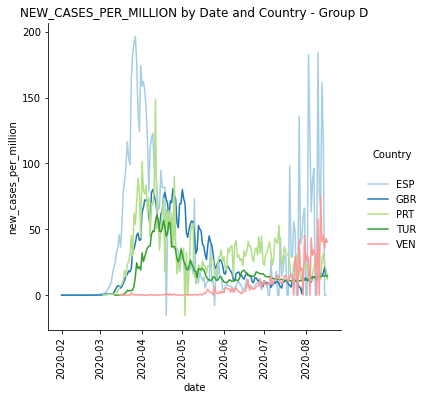 NEW_CASES_PER_MILLION by Date and Country - Group D
200
150
100
50
0
new_cases_per_million
2020-02
2020-03
2020-04
2020-05
2020-06
2020-07
2020-08
date
Country
ESP
GBR
PRT
TUR
VEN